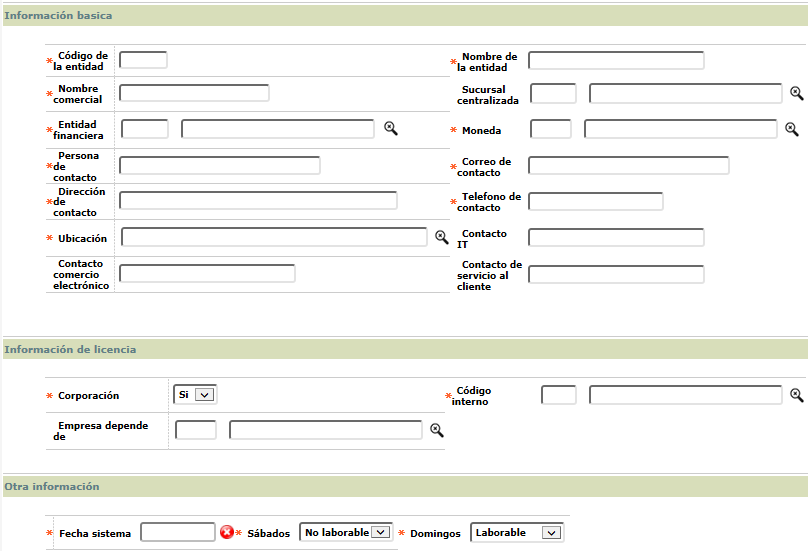 Información basica
* Código de
la entidad
* Nombre de
la entidad
* Nombre
comercial
Sucursal
centralizada
* Entidad
financiera
* Moneda
* Persona
de
contacto
* Correo de
contacto
* Dirección
de
contacto
* Telefono de
contacto
* Ubicación
Contacto
IT
Contacto
comercio
electrónico
Contacto de
servicio al
cliente
Información de licencia
* Corporación Si
* Código
interno
Empresa depende
de
Otra información
* Fecha sistema * Sábados No laborable * Domingos Laborable